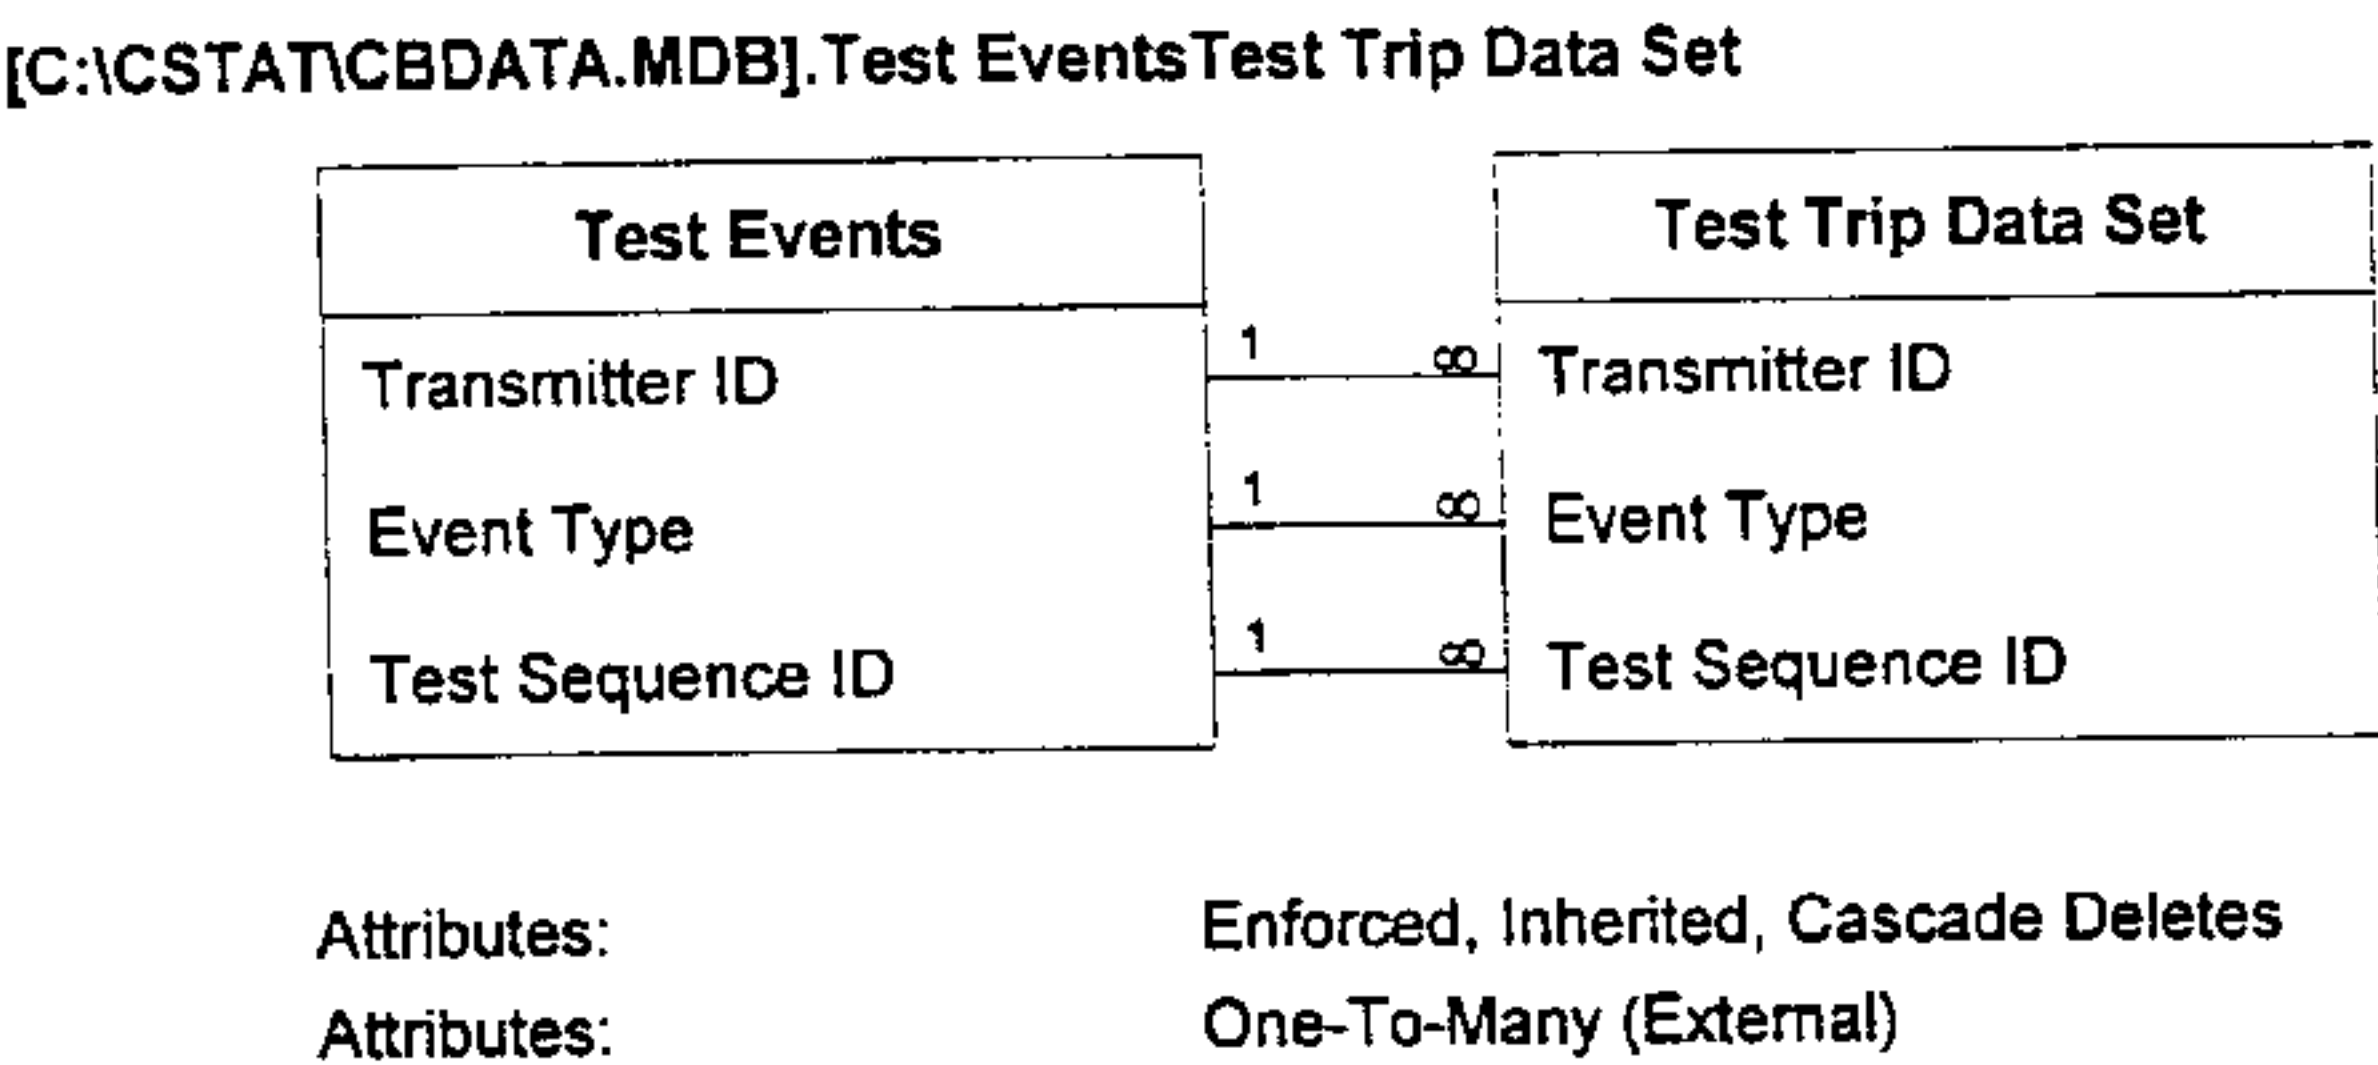 [C:\CSTAT\CBDATA.MDB].Test EventsTest Trip Data Set
Test Events Test Trip Data Set
Transmitter ID 1 ∞ Transmitter ID
Event Type 1 ∞ Event Type
Test Sequence ID 1 ∞ Test Sequence ID
Attributes: Enforced, Inherited, Cascade Deletes
Attributes: One-To-Many (External)